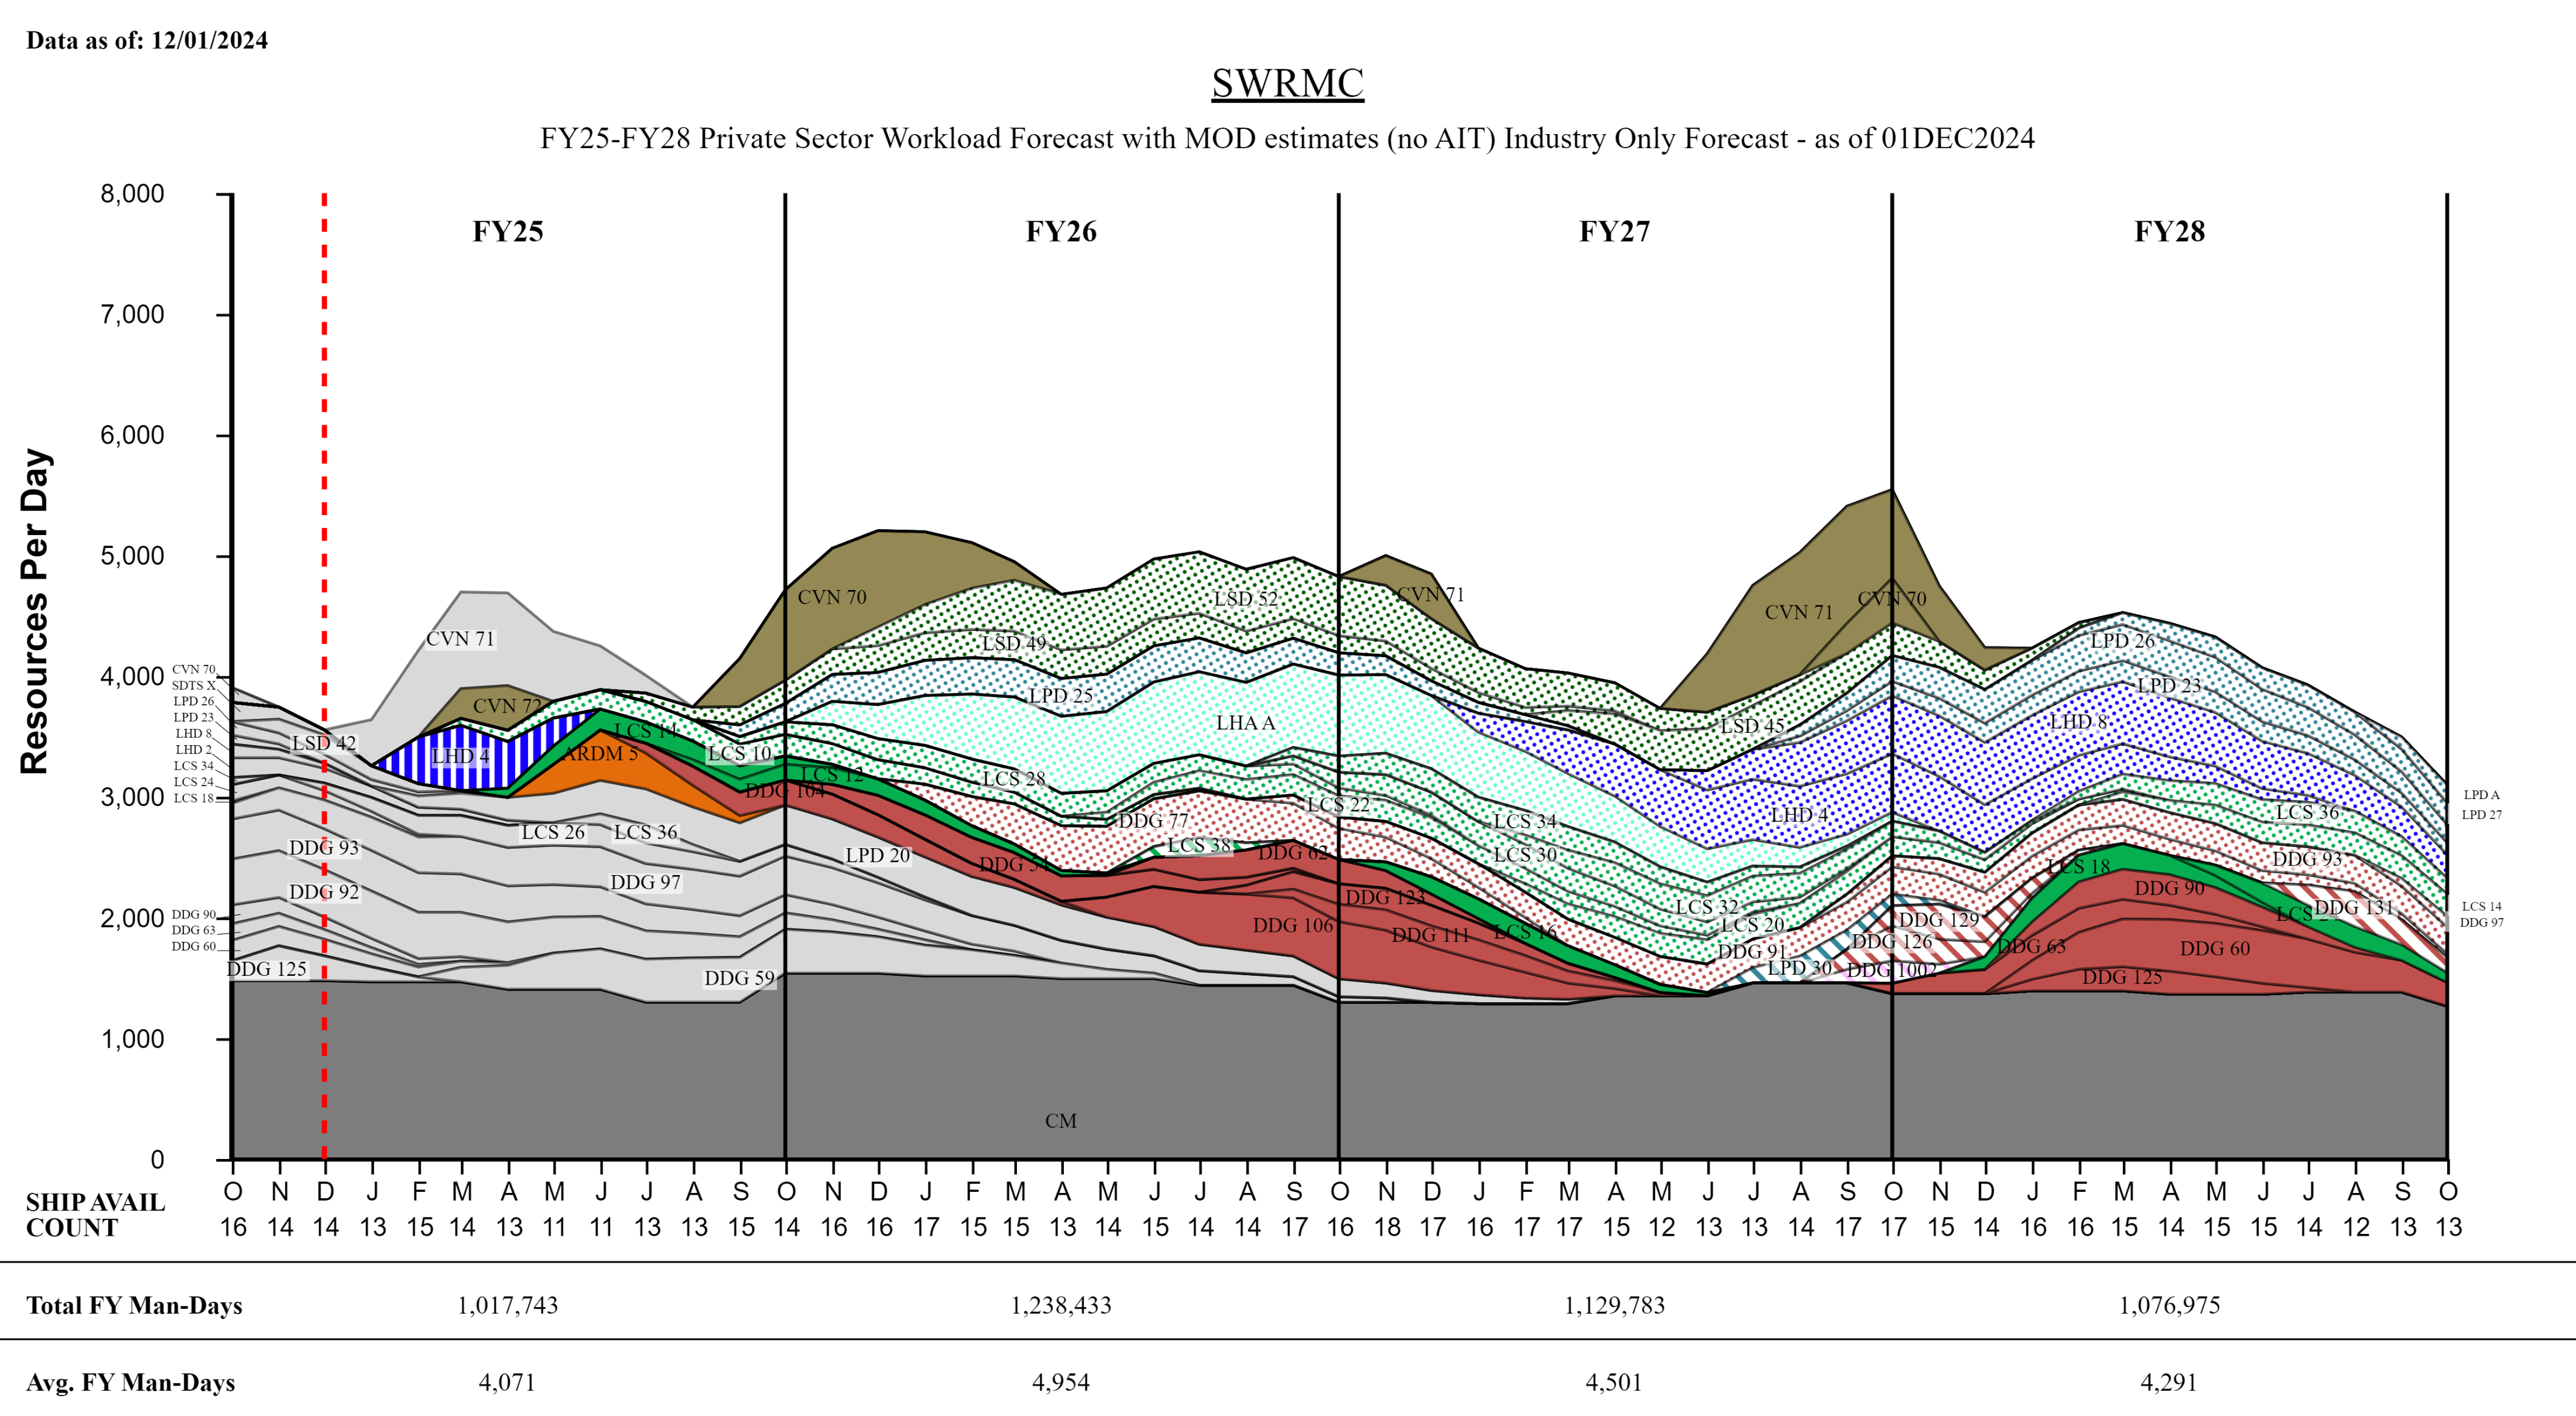 Data as of: 12/01/2024
SWRMC
FY25-FY28 Private Sector Workload Forecast with MOD estimates (no AIT) Industry Only Forecast - as of 01DEC2024
Resources Per Day
8,000
7,000
6,000
5,000
4,000
3,000
2,000
1,000
0
FY25 FY26 FY27 FY28
CVN 70
SDTS X
LPD 26
LPD 23
LHD 8
LHD 2
LCS 34
LCS 24
LCS 18
DDG 90
DDG 63
DDG 60
DDG 125
LSD 42
DDG 93
DDG 92
CVN 71
CVN 72
LHD 4
LCS 14
ARDM 5
LCS 26
LCS 36
DDG 97
LCS 10
DDG 104
DDG 59
CVN 70
LCS 12
LPD 20
LSD 49
LPD 25
LCS 28
DDG 54
CM
LSD 52
LHA A
DDG 77
LCS 38
DDG 62
DDG 106
LCS 22
CVN 71
DDG 123
DDG 111
LCS 34
LCS 30
LCS 16
CVN 71
CVN 70
LSD 45
LHD 4
LCS 32
LCS 20
DDG 91
LPD 30
DDG 129
DDG 126
DDG 1002
LPD 26
LPD 23
LHD 8
LCS 18
LCS 36
DDG 93
DDG 90
DDG 131
DDG 63
DDG 60
DDG 125
LPD A
LPD 27
LCS 14
DDG 97
O N D J F M A M J J A S O N D J F M A M J J A S O N D J F M A M J J A S O N D J F M A M J J A S O
SHIP AVAIL
COUNT
16 14 14 13 15 14 13 11 11 13 13 15 14 16 16 17 15 15 13 14 15 14 14 17 16 18 17 16 17 17 15 12 13 13 14 17 17 15 14 16 16 15 14 15 15 14 12 13 13
Total FY Man-Days 1,017,743 1,238,433 1,129,783 1,076,975
Avg. FY Man-Days 4,071 4,954 4,501 4,291